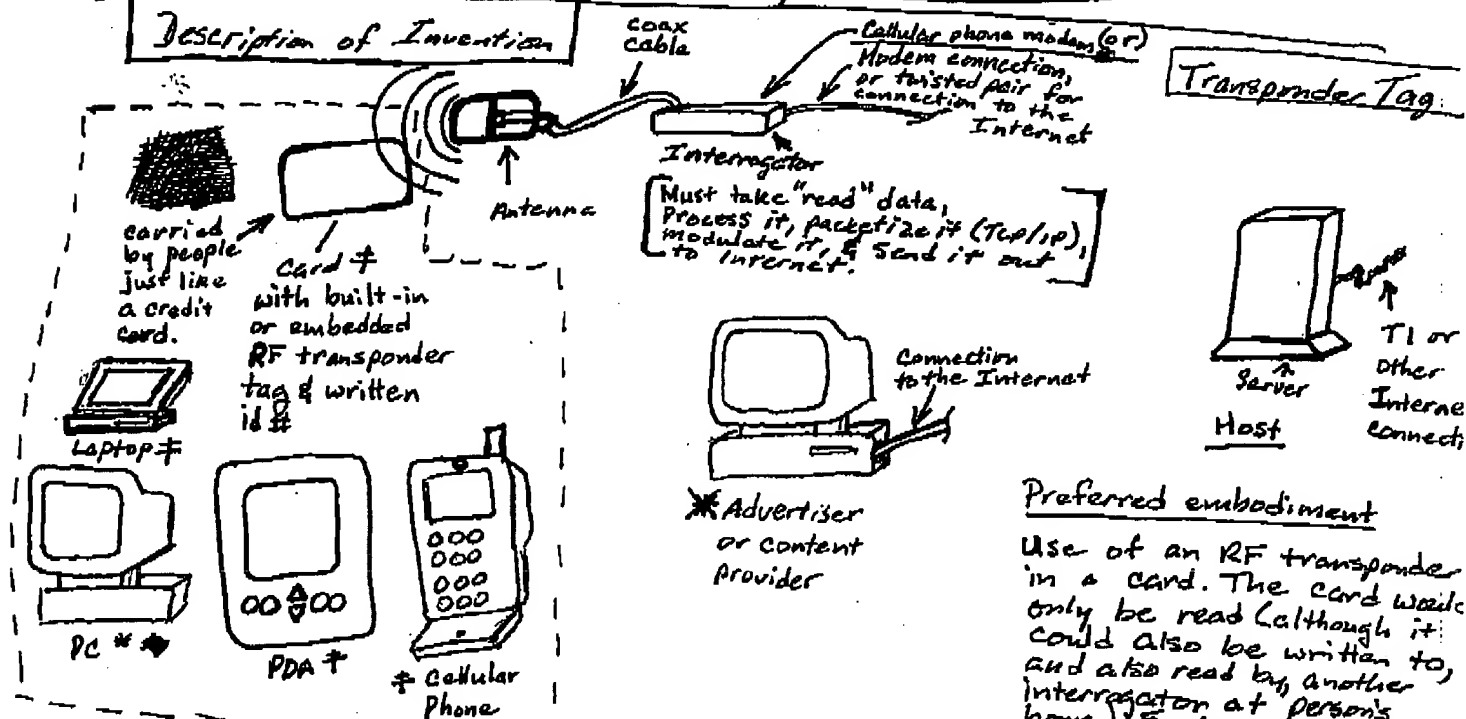 Description of Invention
coax
cable
Cellular phone modem (or)
Modem connection,
or twisted pair for
connection to the
Internet
Transponder Tag
Antenna
Interrogator
Must take "read" data,
Process it, packetize it (Tcp/ip),
modulate it, & send it out
to Internet.
carried
by people
just like
a credit
card.
Card ‡
with built-in
or embedded
RF transponder
tag & written
id #
Laptop ‡
PC *
PDA ‡
‡ Cellular
Phone
Connection
to the Internet
* Advertiser
or content
provider
Server
Host
T1 or
Other
Interne
connecti
Preferred embodiment
Use of an RF transponder
in a card. The card would
only be read (although it
could also be written to,
and also read by, another
interrogator at person's